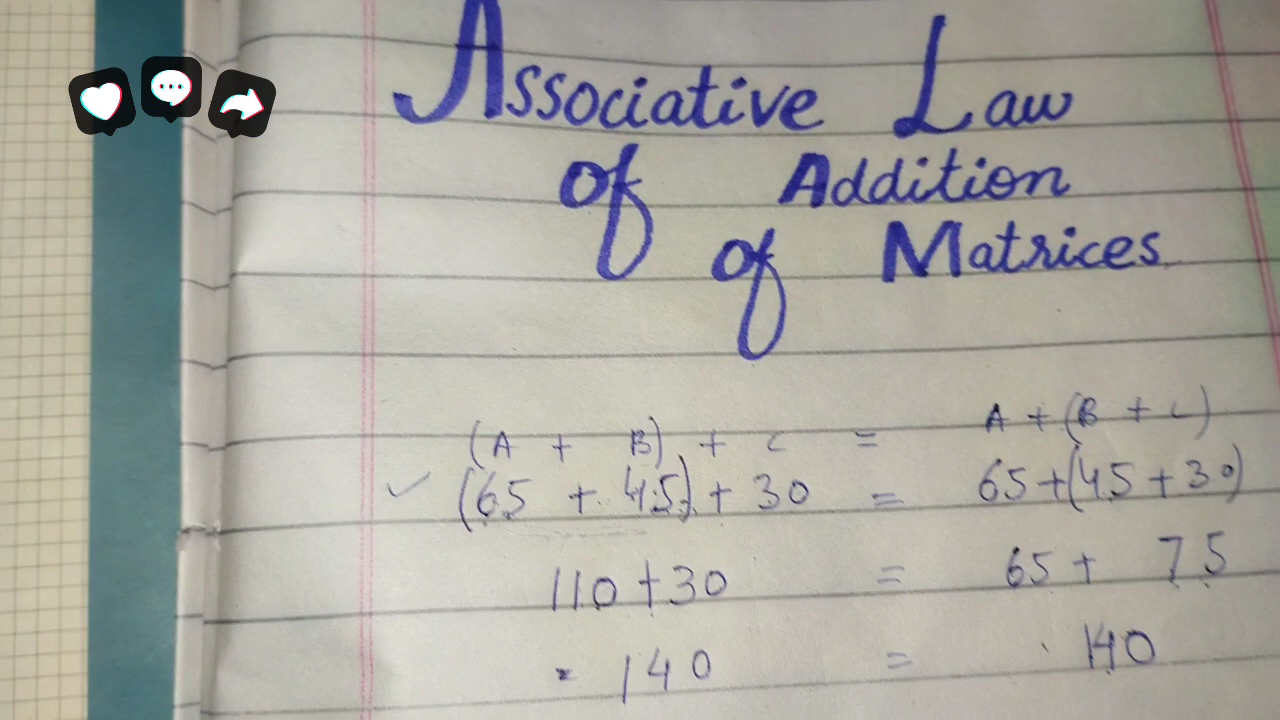 Associative Law
of Addition
of Matrices
(A + B) + C = A + (B + C)
✓ (65 + 45) + 30 = 65 + (45 + 30)
110 + 30 = 65 + 75
= 140 = 140